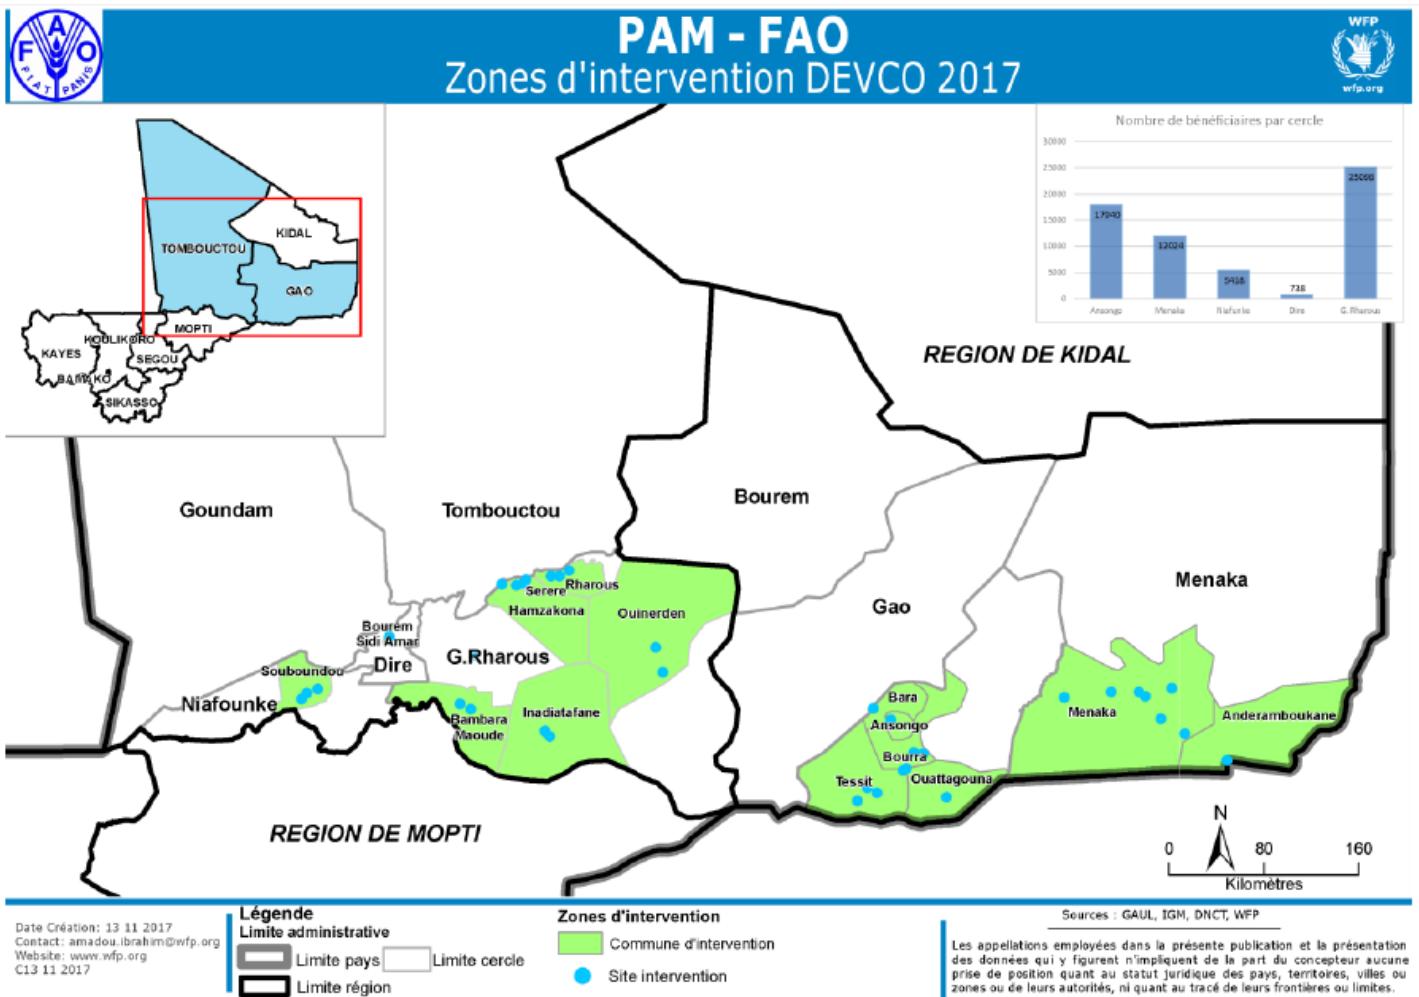 FAO
FIAT PANIS
PAM - FAO
Zones d'intervention DEVCO 2017
WFP
wfp.org
TOMBOUCTOU
KIDAL
GAO
MOPTI
KOULIKORO
KAYES
SEGOU
BAMAKO
SIKASSO
Nombre de bénéficiaires par cercle
30000
25000
20000
15000
10000
5000
0
17940
12024
5418
738
25098
Ansongo
Menaka
Niafunke
Dire
G. Rharous
REGION DE KIDAL
Goundam
Tombouctou
Bourem
Menaka
Gao
Serere
Rharous
Hamzakona
Ouinerden
Bourem
Sidi Amar
Dire
G.Rharous
Souboundou
Niafounke
Bambara
Maoude
Inadiatafane
Bara
Ansongo
Bourra
Tessit
Ouattagouna
Menaka
Anderamboukane
REGION DE MOPTI
N
0 80 160
Kilomètres
Date Création: 13 11 2017
Contact: amadou.ibrahim@wfp.org
Website: www.wfp.org
C13 11 2017
Légende
Limite administrative
Limite pays
Limite cercle
Limite région
Zones d'intervention
Commune d'intervention
Site intervention
Sources : GAUL, IGM, DNCT, WFP
Les appellations employées dans la présente publication et la présentation
des données qui y figurent n'impliquent de la part du concepteur aucune
prise de position quant au statut juridique des pays, territoires, villes ou
zones ou de leurs autorités, ni quant au tracé de leurs frontières ou limites.